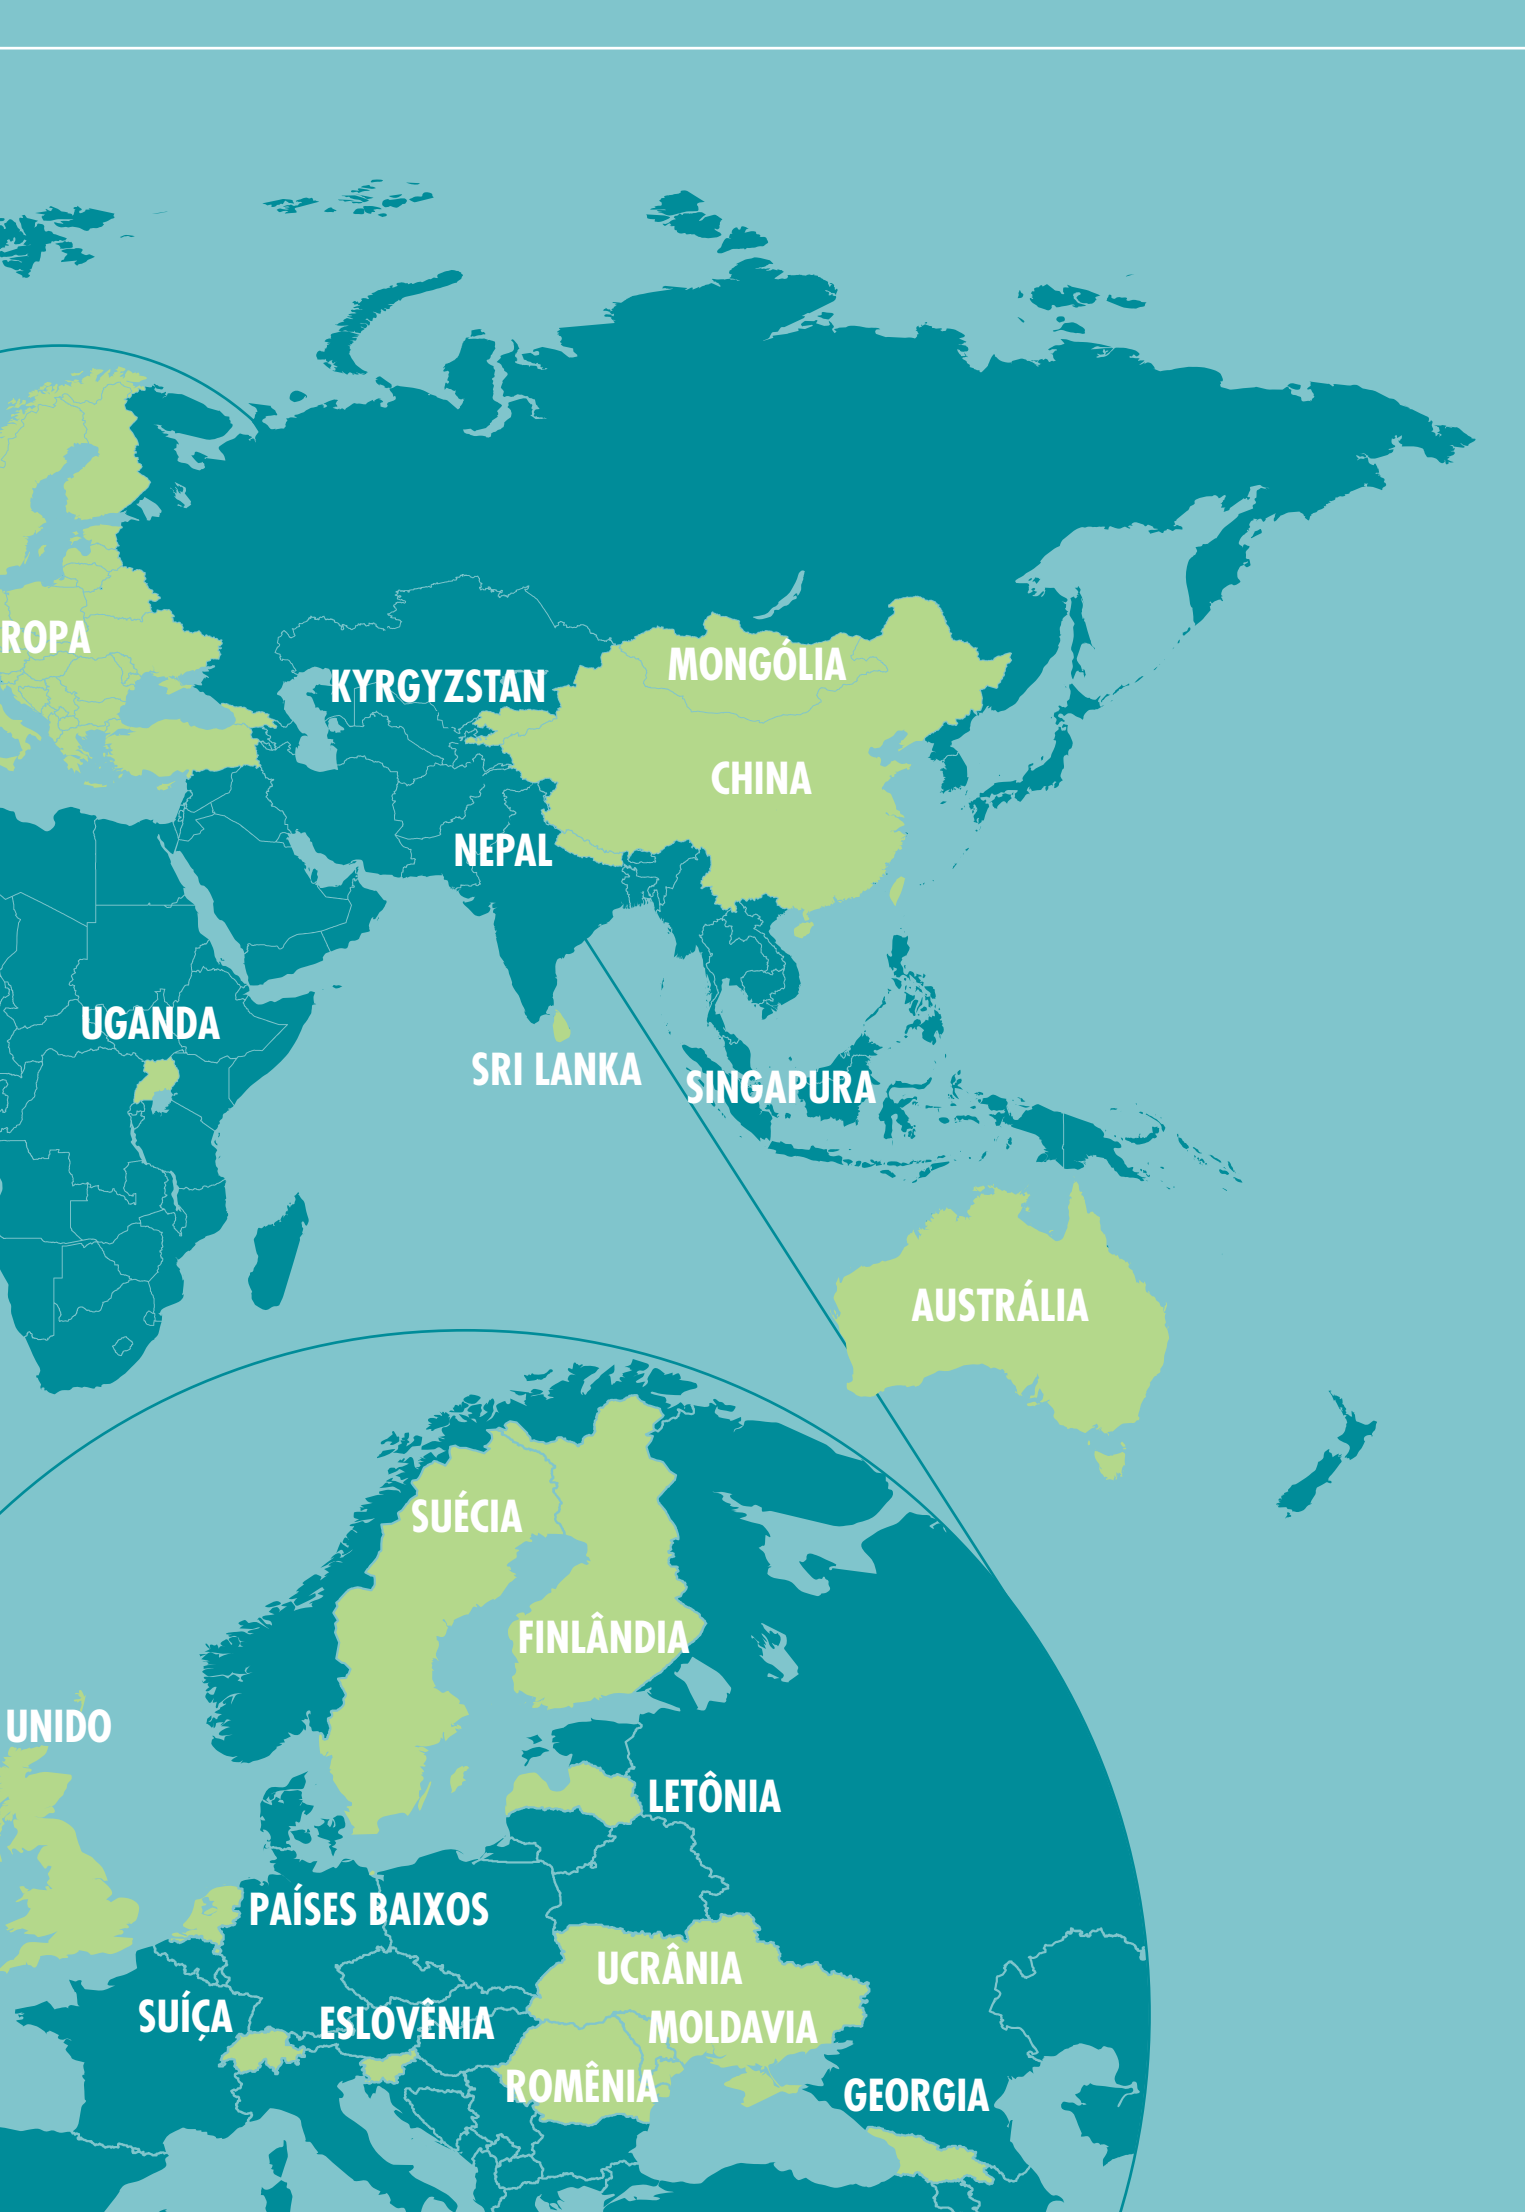 ROPA
MONGÓLIA
KYRGYZSTAN
CHINA
NEPAL
UGANDA
SRI LANKA
SINGAPURA
AUSTRÁLIA
SUÉCIA
FINLÂNDIA
UNIDO
LETÔNIA
PAÍSES BAIXOS
UCRÂNIA
SUÍÇA
ESLOVÊNIA
MOLDAVIA
ROMÊNIA
GEORGIA